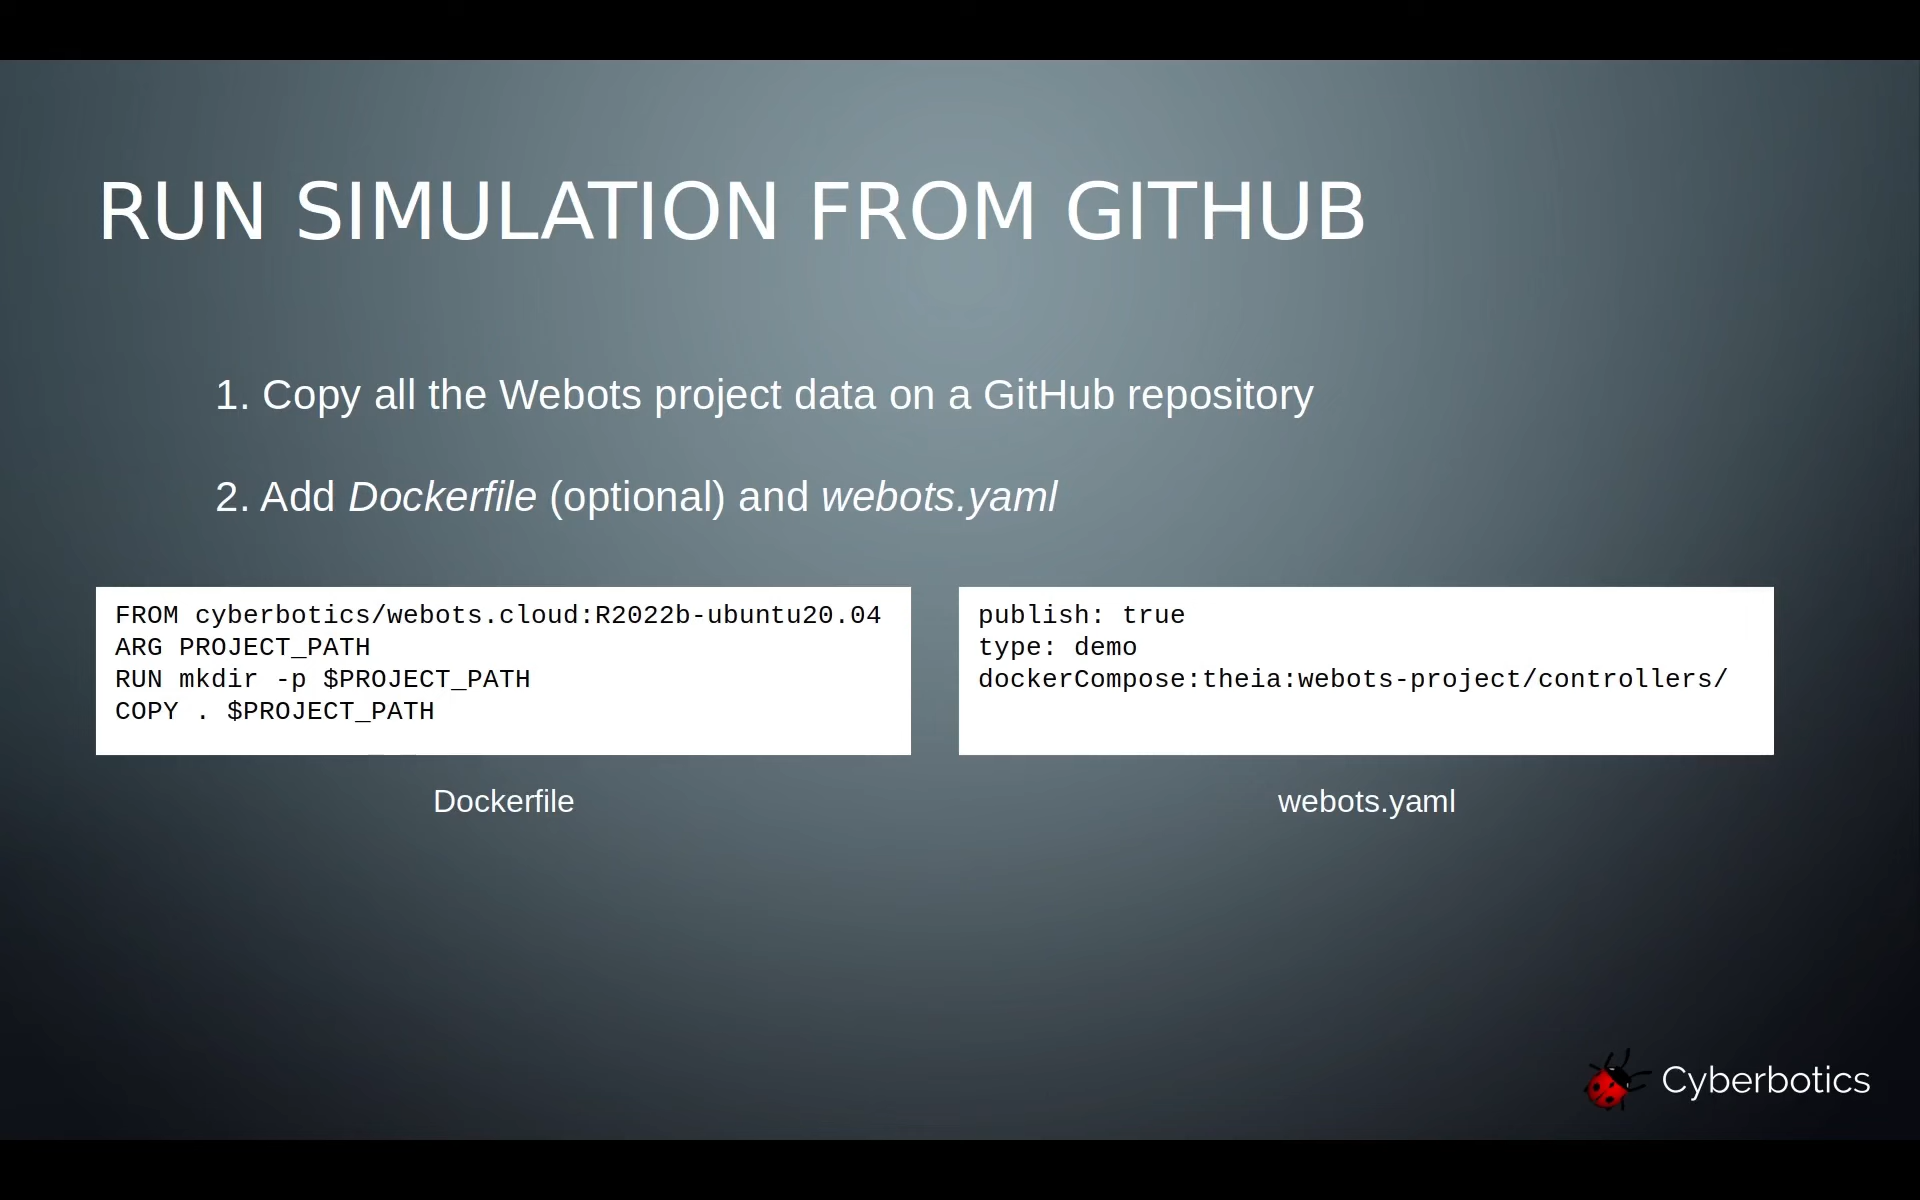 RUN SIMULATION FROM GITHUB
1. Copy all the Webots project data on a GitHub repository
2. Add Dockerfile (optional) and webots.yaml
FROM cyberbotics/webots.cloud:R2022b-ubuntu20.04
ARG PROJECT_PATH
RUN mkdir -p $PROJECT_PATH
COPY . $PROJECT_PATH
Dockerfile
publish: true
type: demo
dockerCompose:theia:webots-project/controllers/
webots.yaml
Cyberbotics